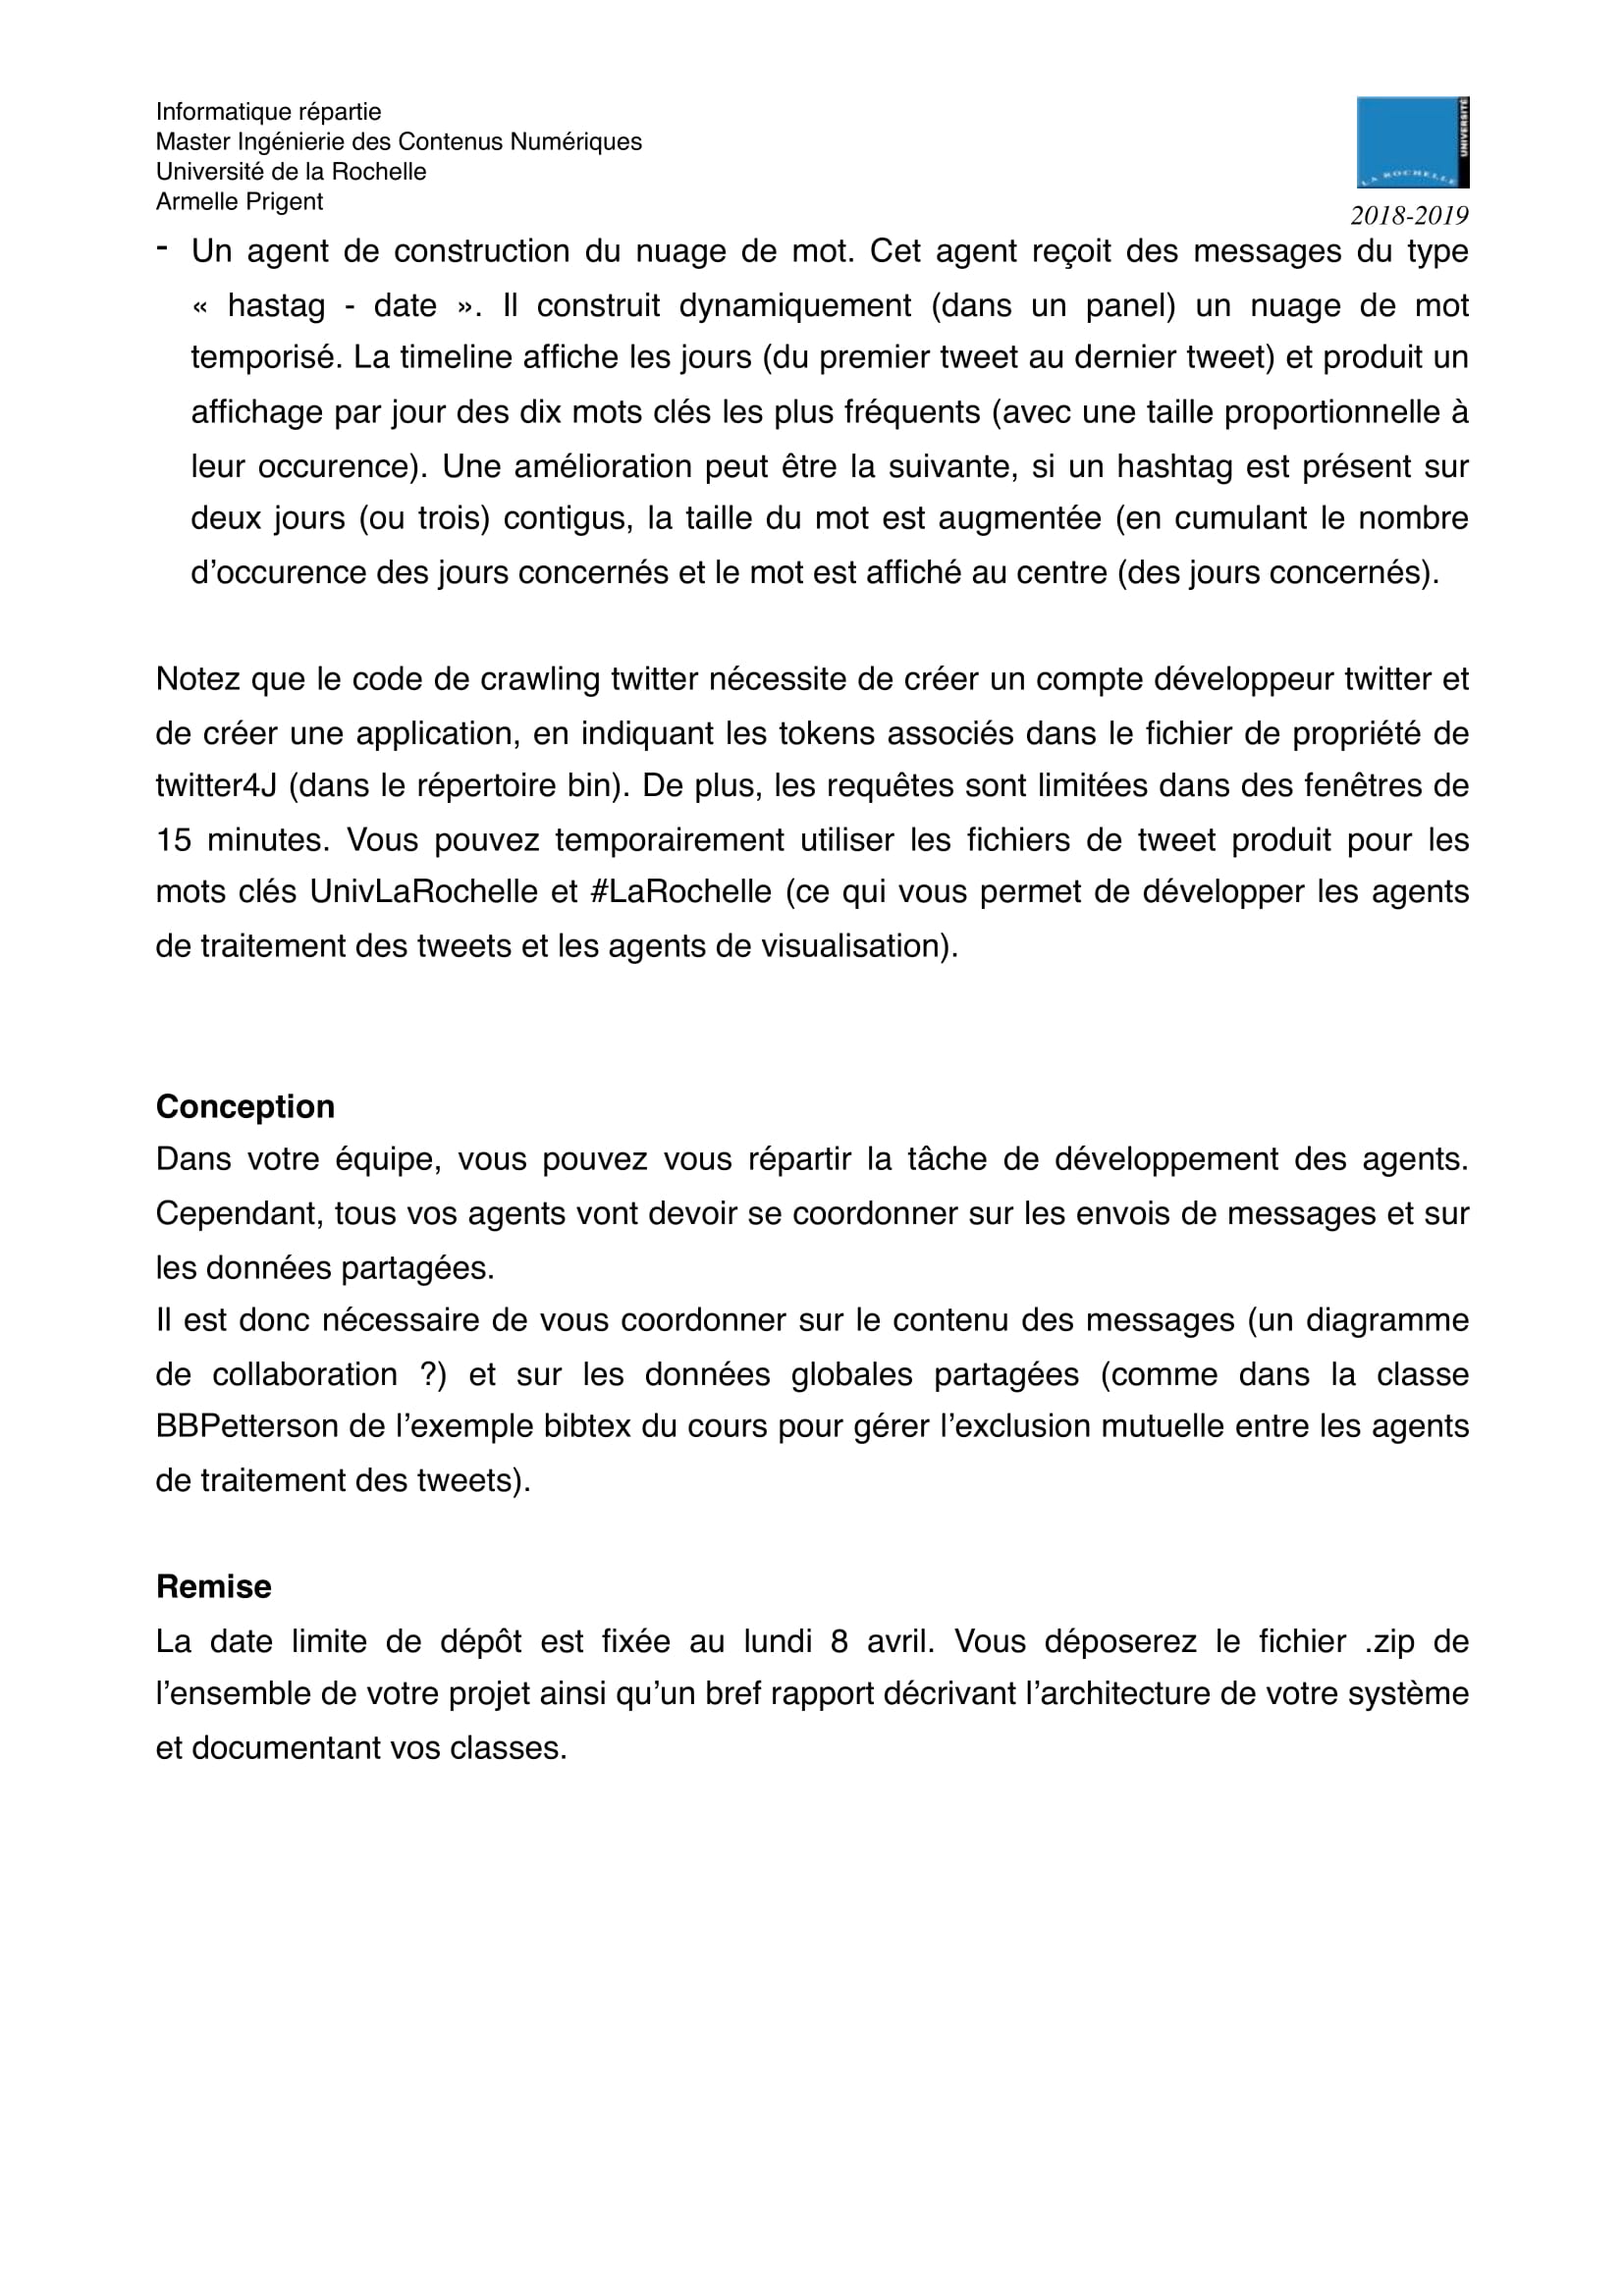 Informatique répartie
Master Ingénierie des Contenus Numériques
Université de la Rochelle
Armelle Prigent
UNIVERSITÉ
LA ROCHELLE
2018-2019
- Un agent de construction du nuage de mot. Cet agent reçoit des messages du type
« hastag - date ». Il construit dynamiquement (dans un panel) un nuage de mot
temporisé. La timeline affiche les jours (du premier tweet au dernier tweet) et produit un
affichage par jour des dix mots clés les plus fréquents (avec une taille proportionnelle à
leur occurence). Une amélioration peut être la suivante, si un hashtag est présent sur
deux jours (ou trois) contigus, la taille du mot est augmentée (en cumulant le nombre
d’occurence des jours concernés et le mot est affiché au centre (des jours concernés).
Notez que le code de crawling twitter nécessite de créer un compte développeur twitter et
de créer une application, en indiquant les tokens associés dans le fichier de propriété de
twitter4J (dans le répertoire bin). De plus, les requêtes sont limitées dans des fenêtres de
15 minutes. Vous pouvez temporairement utiliser les fichiers de tweet produit pour les
mots clés UnivLaRochelle et #LaRochelle (ce qui vous permet de développer les agents
de traitement des tweets et les agents de visualisation).
Conception
Dans votre équipe, vous pouvez vous répartir la tâche de développement des agents.
Cependant, tous vos agents vont devoir se coordonner sur les envois de messages et sur
les données partagées.
Il est donc nécessaire de vous coordonner sur le contenu des messages (un diagramme
de collaboration ?) et sur les données globales partagées (comme dans la classe
BBPetterson de l’exemple bibtex du cours pour gérer l’exclusion mutuelle entre les agents
de traitement des tweets).
Remise
La date limite de dépôt est fixée au lundi 8 avril. Vous déposerez le fichier .zip de
l’ensemble de votre projet ainsi qu’un bref rapport décrivant l’architecture de votre système
et documentant vos classes.